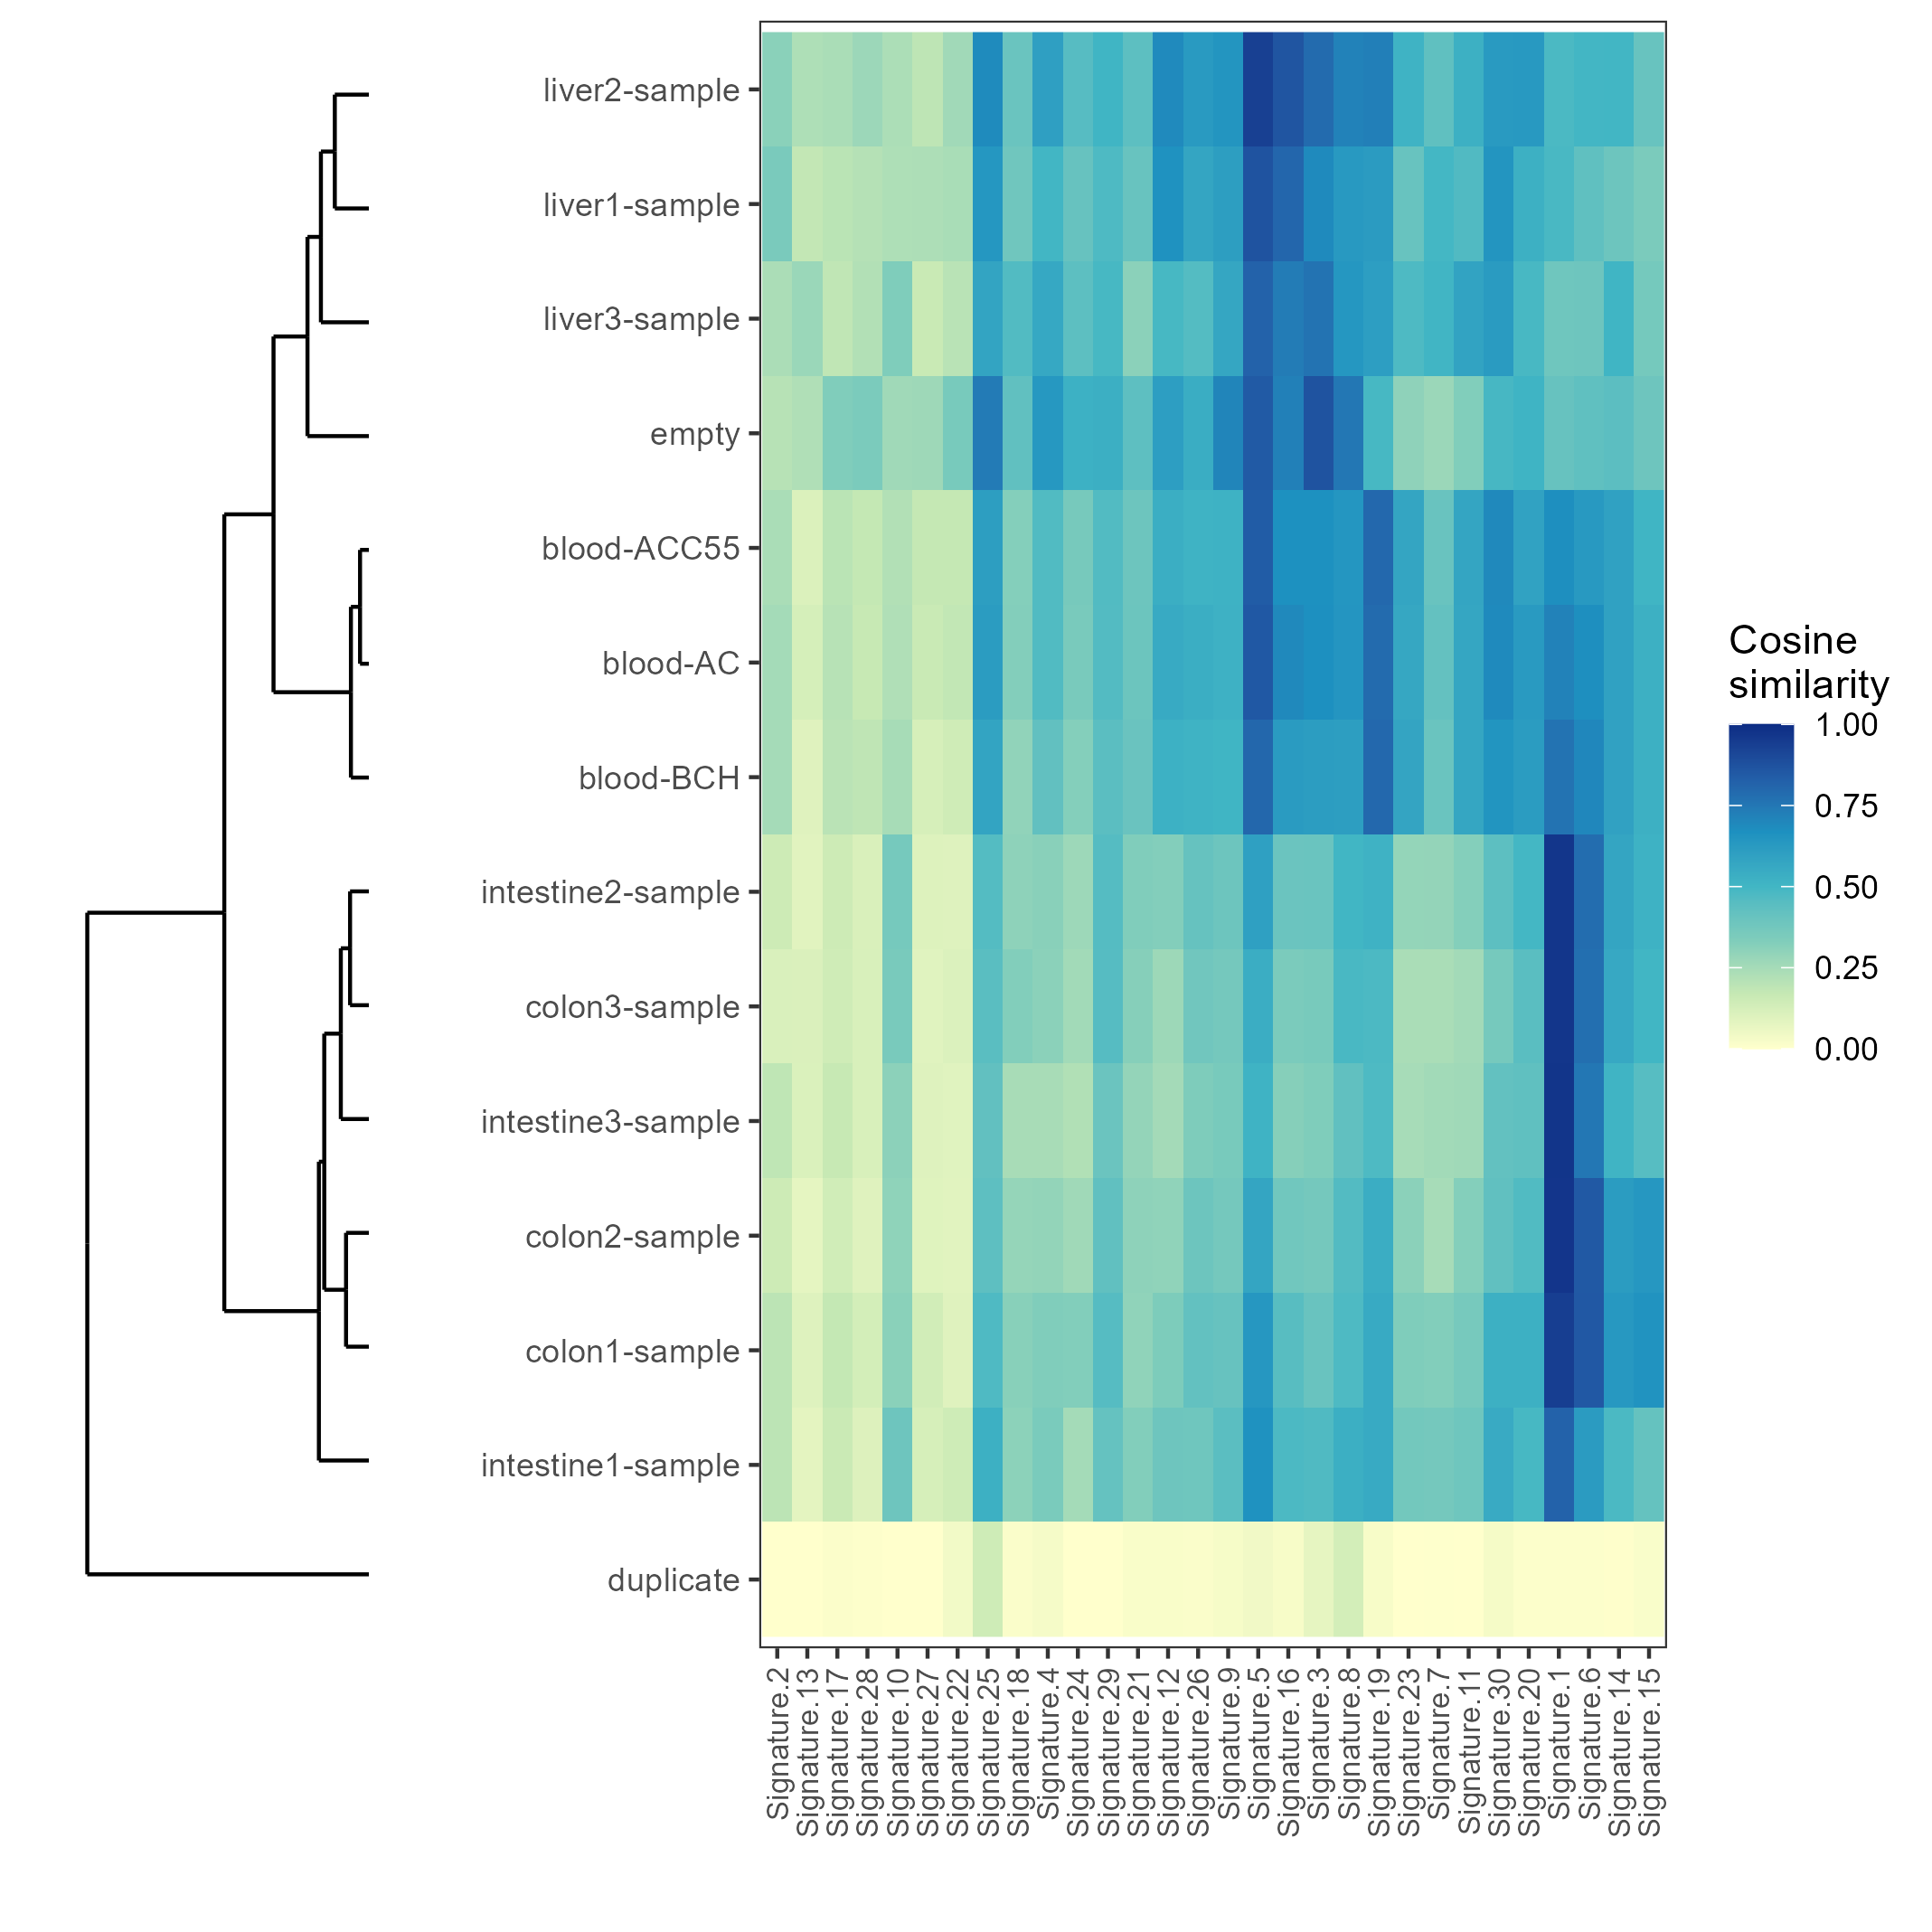 liver2-sample
liver1-sample
liver3-sample
empty
blood-ACC55
blood-AC
blood-BCH
intestine2-sample
colon3-sample
intestine3-sample
colon2-sample
colon1-sample
intestine1-sample
duplicate
Signature.2
Signature.13
Signature.17
Signature.28
Signature.10
Signature.27
Signature.22
Signature.25
Signature.18
Signature.4
Signature.24
Signature.29
Signature.21
Signature.12
Signature.26
Signature.9
Signature.5
Signature.16
Signature.3
Signature.8
Signature.19
Signature.23
Signature.7
Signature.11
Signature.30
Signature.20
Signature.1
Signature.6
Signature.14
Signature.15
Cosine
similarity
1.00
0.75
0.50
0.25
0.00